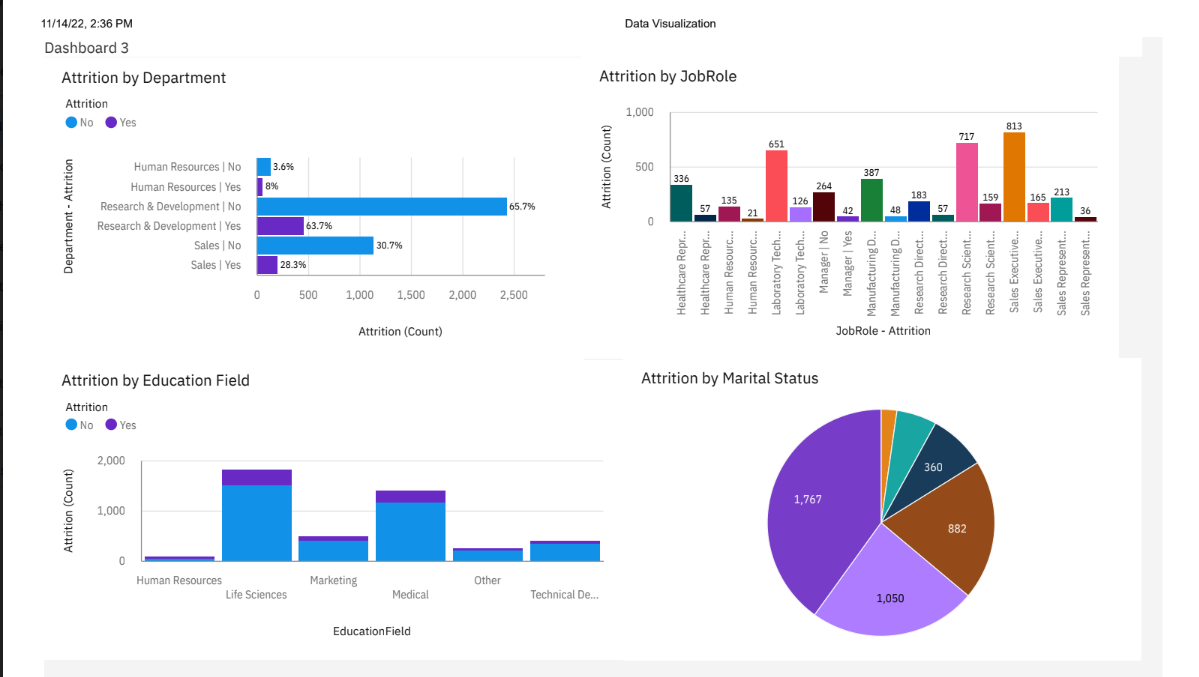 11/14/22, 2:36 PM
Data Visualization
Dashboard 3
Attrition by Department
Attrition
No Yes
Department - Attrition
Human Resources | No 3.6%
Human Resources | Yes 8%
Research & Development | No 65.7%
Research & Development | Yes 63.7%
Sales | No 30.7%
Sales | Yes 28.3%
0 500 1,000 1,500 2,000 2,500
Attrition (Count)
Attrition by JobRole
Attrition (Count)
1,000
500
0
336 57 135 21 651 126 264 42 387 48 183 57 717 159 813 165 213 36
Healthcare Repr...
Healthcare Repr...
Human Resourc...
Human Resourc...
Laboratory Tech...
Laboratory Tech...
Manager | No
Manager | Yes
Manufacturing D...
Manufacturing D...
Research Direct...
Research Direct...
Research Scient...
Research Scient...
Sales Executive...
Sales Executive...
Sales Represent...
Sales Represent...
JobRole - Attrition
Attrition by Education Field
Attrition
No Yes
Attrition (Count)
2,000
1,000
0
Human Resources
Life Sciences
Marketing
Medical
Other
Technical De...
EducationField
Attrition by Marital Status
360
882
1,050
1,767